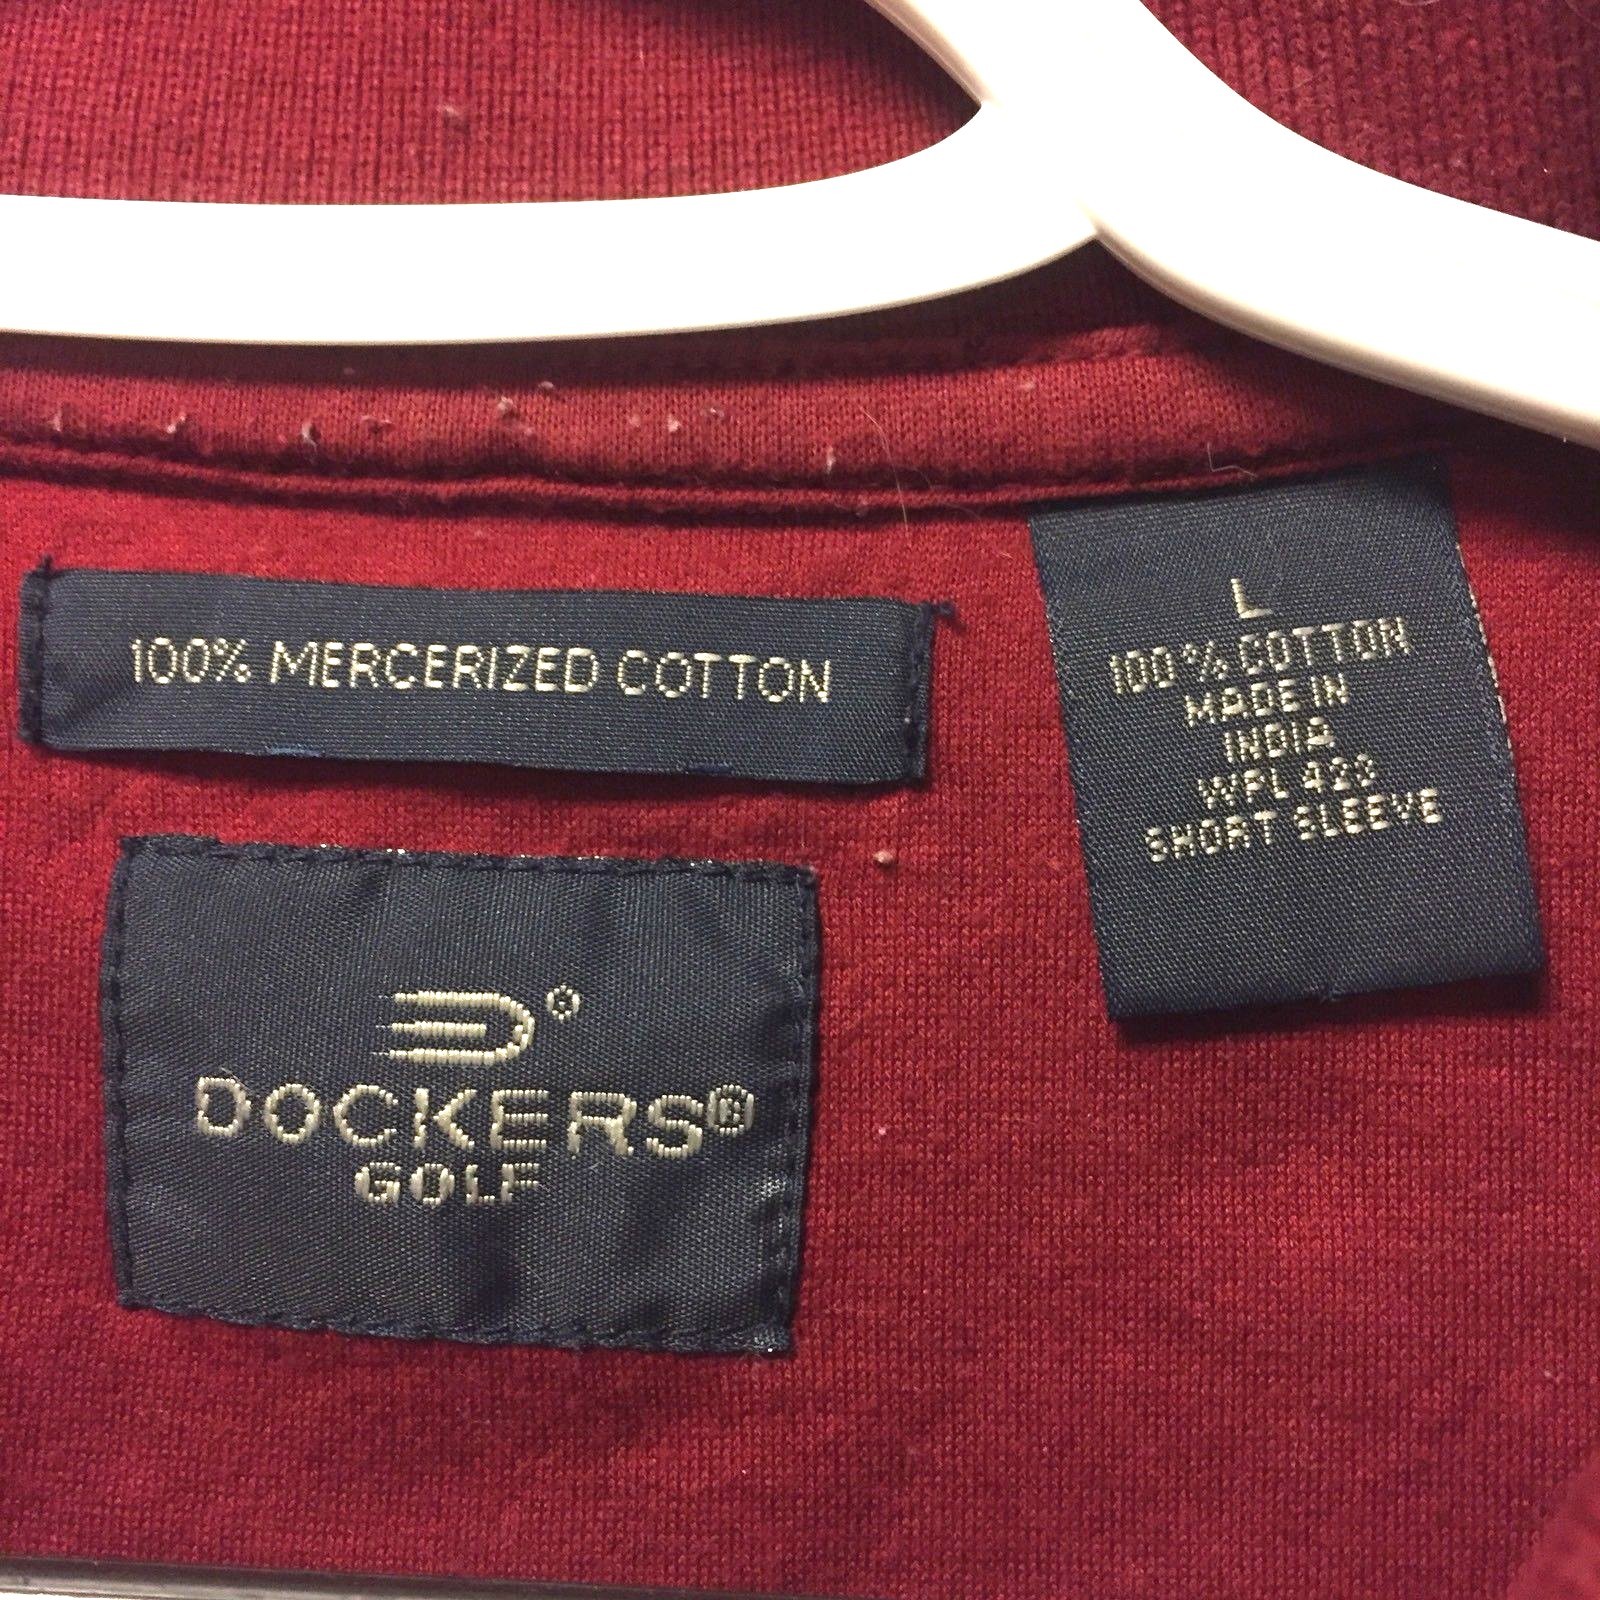 100% MERCERIZED COTTON
L
100% COTTON
MADE IN
INDIA
WPL 423
SHORT SLEEVE
®
DOCKERS®
GOLF